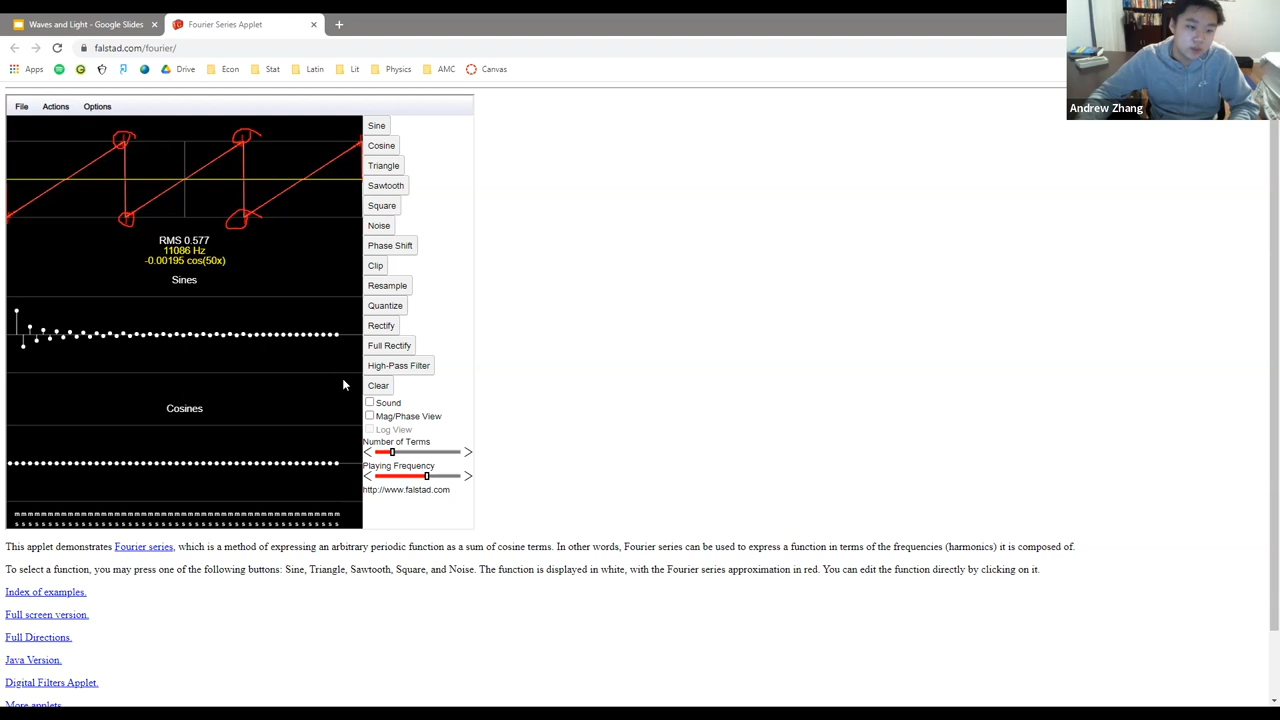 Waves and Light - Google Slides
Fourier Series Applet
falstad.com/fourier/
Apps
Drive
Econ
Stat
Latin
Lit
Physics
AMC
Canvas
Andrew Zhang
File
Actions
Options
Sine
Cosine
Triangle
Sawtooth
Square
Noise
Phase Shift
Clip
Resample
Quantize
Rectify
Full Rectify
High-Pass Filter
Clear
Sound
Mag/Phase View
Log View
Number of Terms
Playing Frequency
http://www.falstad.com
RMS 0.577
11086 Hz
-0.00195 cos(50x)
Sines
Cosines
m m m m m m m m m m m m m m m m m m m m m m m m m m m m m m m m m m m m m m m m m m m m m m m m m
s s s s s s s s s s s s s s s s s s s s s s s s s s s s s s s s s s s s s s s s s s s s s s s s s
This applet demonstrates Fourier series, which is a method of expressing an arbitrary periodic function as a sum of cosine terms. In other words, Fourier series can be used to express a function in terms of the frequencies (harmonics) it is composed of.
To select a function, you may press one of the following buttons: Sine, Triangle, Sawtooth, Square, and Noise. The function is displayed in white, with the Fourier series approximation in red. You can edit the function directly by clicking on it.
Index of examples.
Full screen version.
Full Directions.
Java Version.
Digital Filters Applet.
More applets.